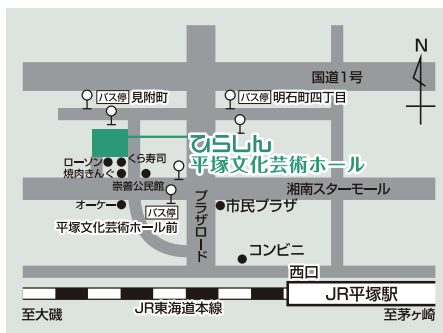 N
国道1号
バス停 見附町
バス停 明石町四丁目
ひらしん
平塚文化芸術ホール
ローソン
くら寿司
焼肉きんぐ
崇善公民館
湘南スターモール
オーケー
バス停
平塚文化芸術ホール前
プラザロード
市民プラザ
コンビニ
西口
JR平塚駅
JR東海道本線
至大磯
至茅ヶ崎